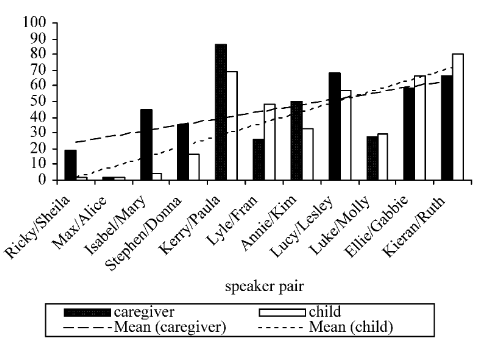 100
90
80
70
60
50
40
30
20
10
0
Ricky/Sheila
Max/Alice
Isabel/Mary
Stephen/Donna
Kerry/Paula
Lyle/Fran
Annie/Kim
Lucy/Lesley
Luke/Molly
Ellie/Gabbie
Kieran/Ruth
speaker pair
caregiver child
Mean (caregiver) Mean (child)